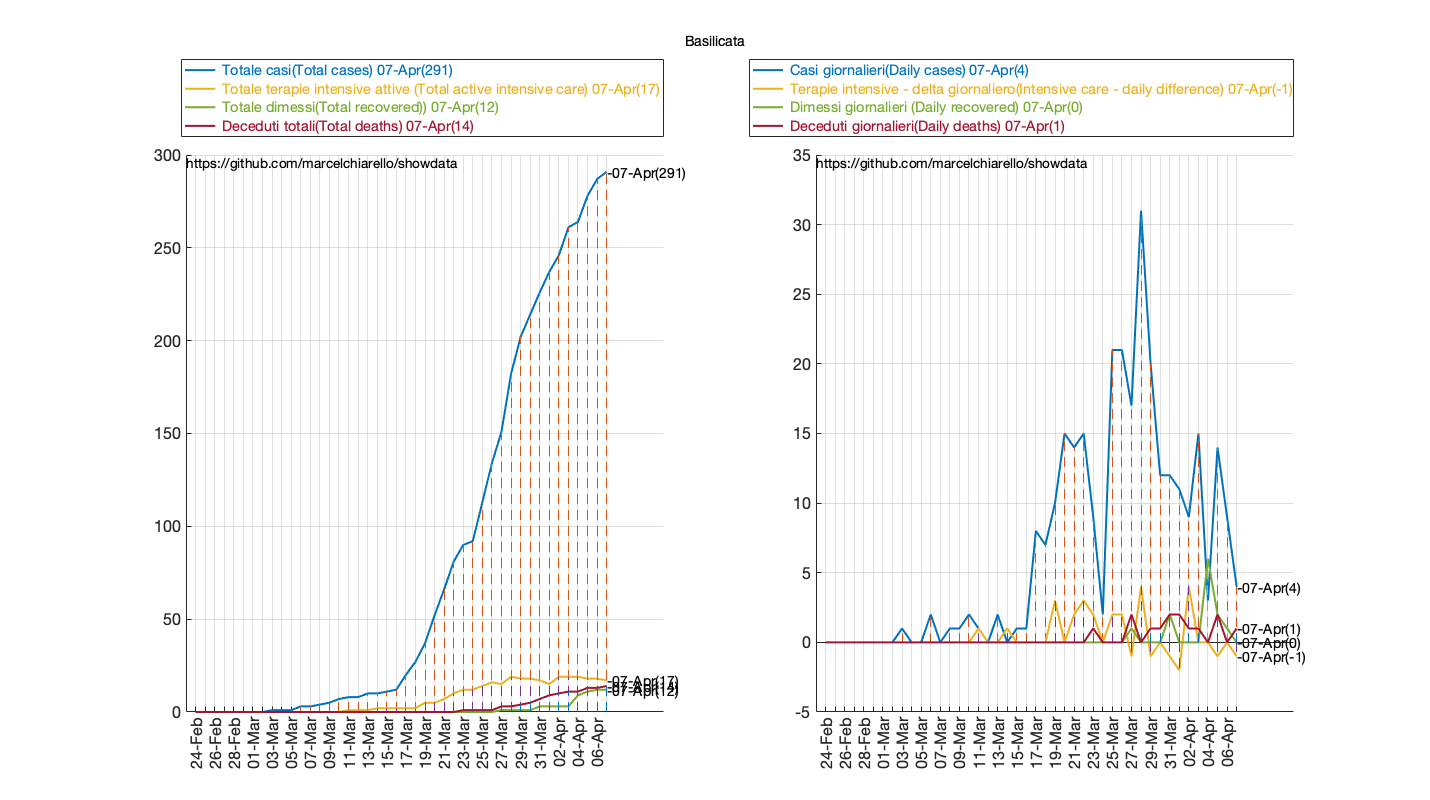 Basilicata
Totale casi(Total cases) 07-Apr(291)
Totale terapie intensive attive (Total active intensive care) 07-Apr(17)
Totale dimessi(Total recovered)) 07-Apr(12)
Deceduti totali(Total deaths) 07-Apr(14)
https://github.com/marcelchiarello/showdata
300
250
200
150
100
50
0
-07-Apr(291)
-07-Apr(17)
-07-Apr(14)
-07-Apr(12)
24-Feb
26-Feb
28-Feb
01-Mar
03-Mar
05-Mar
07-Mar
09-Mar
11-Mar
13-Mar
15-Mar
17-Mar
19-Mar
21-Mar
23-Mar
25-Mar
27-Mar
29-Mar
31-Mar
02-Apr
04-Apr
06-Apr
Casi giornalieri(Daily cases) 07-Apr(4)
Terapie intensive - delta giornaliero(Intensive care - daily difference) 07-Apr(-1)
Dimessi giornalieri (Daily recovered) 07-Apr(0)
Deceduti giornalieri(Daily deaths) 07-Apr(1)
https://github.com/marcelchiarello/showdata
35
30
25
20
15
10
5
0
-5
-07-Apr(4)
-07-Apr(1)
-07-Apr(0)
-07-Apr(-1)
24-Feb
26-Feb
28-Feb
01-Mar
03-Mar
05-Mar
07-Mar
09-Mar
11-Mar
13-Mar
15-Mar
17-Mar
19-Mar
21-Mar
23-Mar
25-Mar
27-Mar
29-Mar
31-Mar
02-Apr
04-Apr
06-Apr